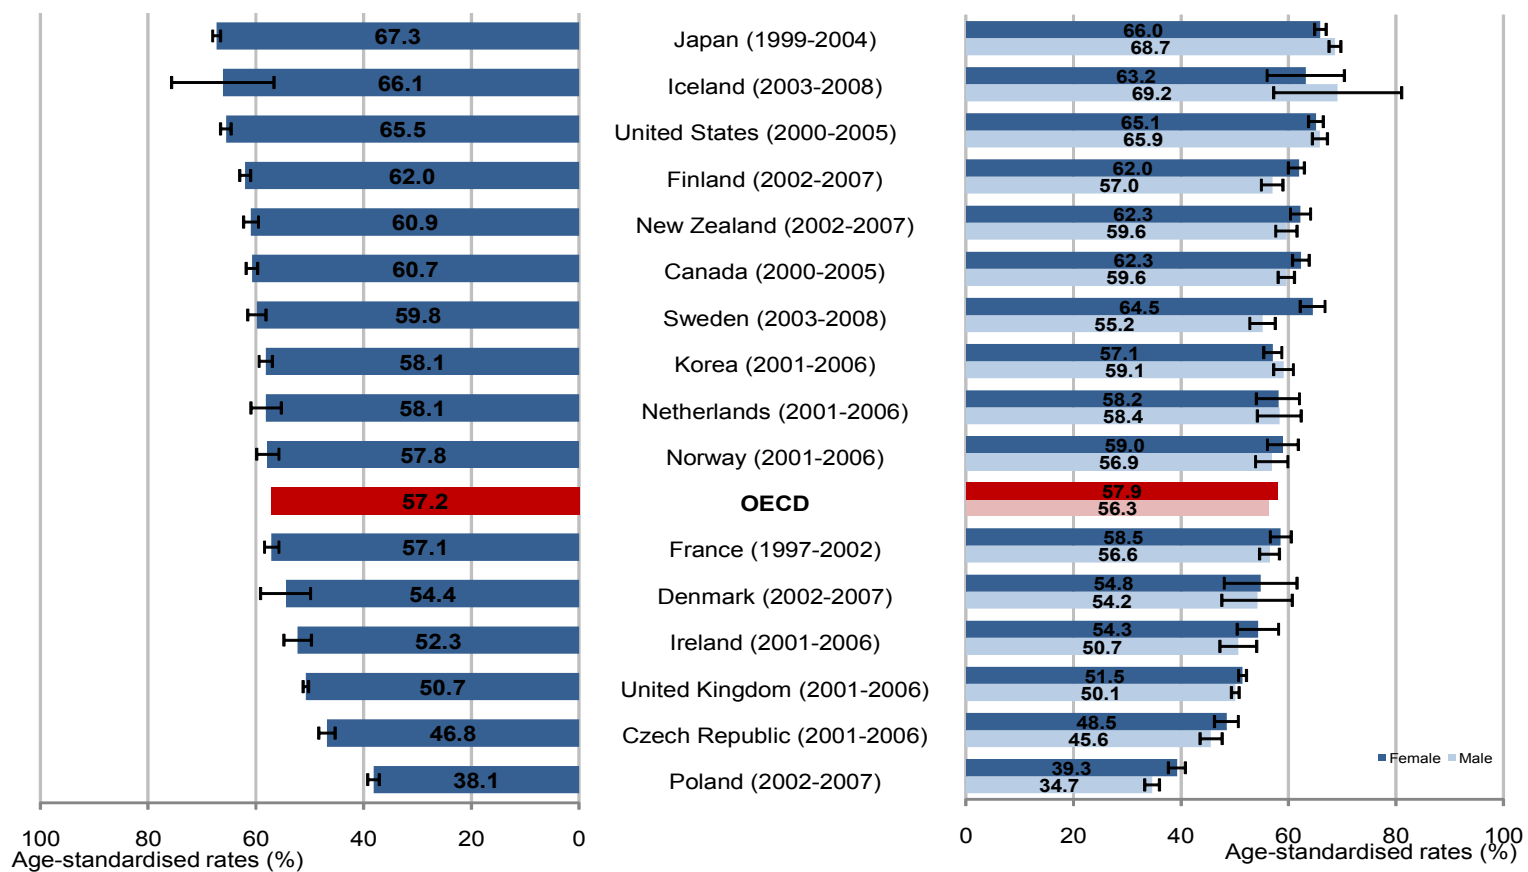 67.3 Japan (1999-2004) 66.0
68.7
66.1 Iceland (2003-2008) 63.2
69.2
65.5 United States (2000-2005) 65.1
65.9
62.0 Finland (2002-2007) 62.0
57.0
60.9 New Zealand (2002-2007) 62.3
59.6
60.7 Canada (2000-2005) 62.3
59.6
59.8 Sweden (2003-2008) 64.5
55.2
58.1 Korea (2001-2006) 57.1
59.1
58.1 Netherlands (2001-2006) 58.2
58.4
57.8 Norway (2001-2006) 59.0
56.9
57.2 OECD 57.9
56.3
57.1 France (1997-2002) 58.5
56.6
54.4 Denmark (2002-2007) 54.8
54.2
52.3 Ireland (2001-2006) 54.3
50.7
50.7 United Kingdom (2001-2006) 51.5
50.1
46.8 Czech Republic (2001-2006) 48.5
45.6
Female Male
38.1 Poland (2002-2007) 39.3
34.7
100 80 60 40 20 0 0 20 40 60 80 100
Age-standardised rates (%) Age-standardised rates (%)